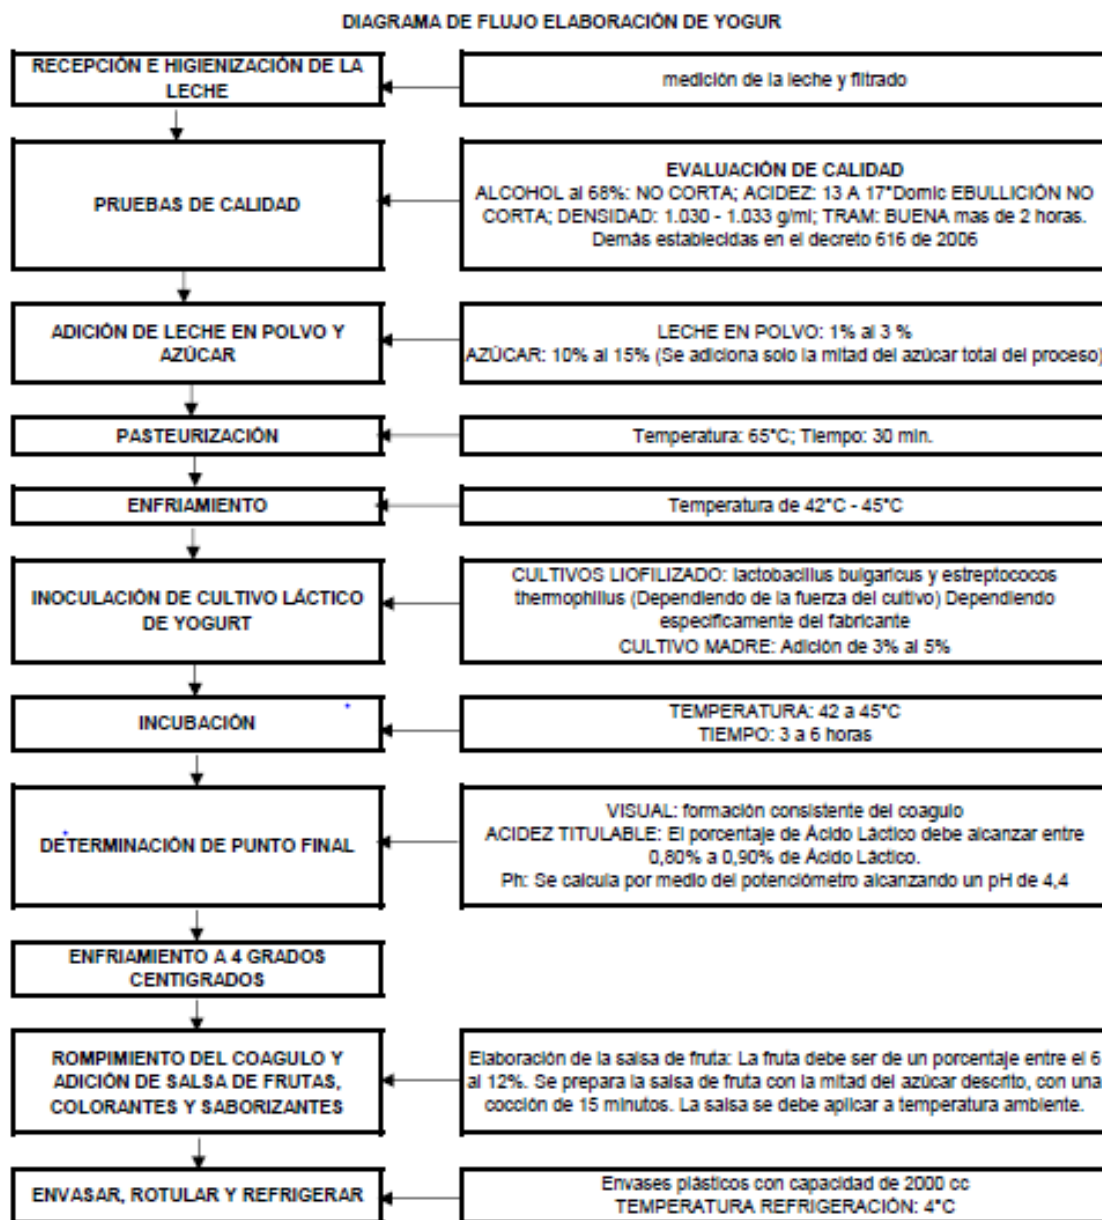 DIAGRAMA DE FLUJO ELABORACIÓN DE YOGUR
RECEPCIÓN E HIGIENIZACIÓN DE LA
LECHE
medición de la leche y filtrado
PRUEBAS DE CALIDAD
EVALUACIÓN DE CALIDAD
ALCOHOL al 68%: NO CORTA; ACIDEZ: 13 A 17°Domic EBULLICIÓN NO
CORTA; DENSIDAD: 1.030 - 1.033 g/ml; TRAM: BUENA mas de 2 horas.
Demás establecidas en el decreto 616 de 2006
ADICIÓN DE LECHE EN POLVO Y
AZÚCAR
LECHE EN POLVO: 1% al 3 %
AZÚCAR: 10% al 15% (Se adiciona solo la mitad del azúcar total del proceso)
PASTEURIZACIÓN
Temperatura: 65°C; Tiempo: 30 min.
ENFRIAMIENTO
Temperatura de 42°C - 45°C
INOCULACIÓN DE CULTIVO LÁCTICO
DE YOGURT
CULTIVOS LIOFILIZADO: lactobacillus bulgaricus y estreptococos
thermophillus (Dependiendo de la fuerza del cultivo) Dependiendo
especificamente del fabricante
CULTIVO MADRE: Adición de 3% al 5%
INCUBACIÓN
TEMPERATURA: 42 a 45°C
TIEMPO: 3 a 6 horas
DETERMINACIÓN DE PUNTO FINAL
VISUAL: formación consistente del coagulo
ACIDEZ TITULABLE: El porcentaje de Ácido Láctico debe alcanzar entre
0,80% a 0,90% de Ácido Láctico.
Ph: Se calcula por medio del potenciómetro alcanzando un pH de 4,4
ENFRIAMIENTO A 4 GRADOS
CENTIGRADOS
ROMPIMIENTO DEL COAGULO Y
ADICIÓN DE SALSA DE FRUTAS,
COLORANTES Y SABORIZANTES
Elaboración de la salsa de fruta: La fruta debe ser de un porcentaje entre el 6
al 12%. Se prepara la salsa de fruta con la mitad del azúcar descrito, con una
cocción de 15 minutos. La salsa se debe aplicar a temperatura ambiente.
ENVASAR, ROTULAR Y REFRIGERAR
Envases plásticos con capacidad de 2000 cc
TEMPERATURA REFRIGERACIÓN: 4°C